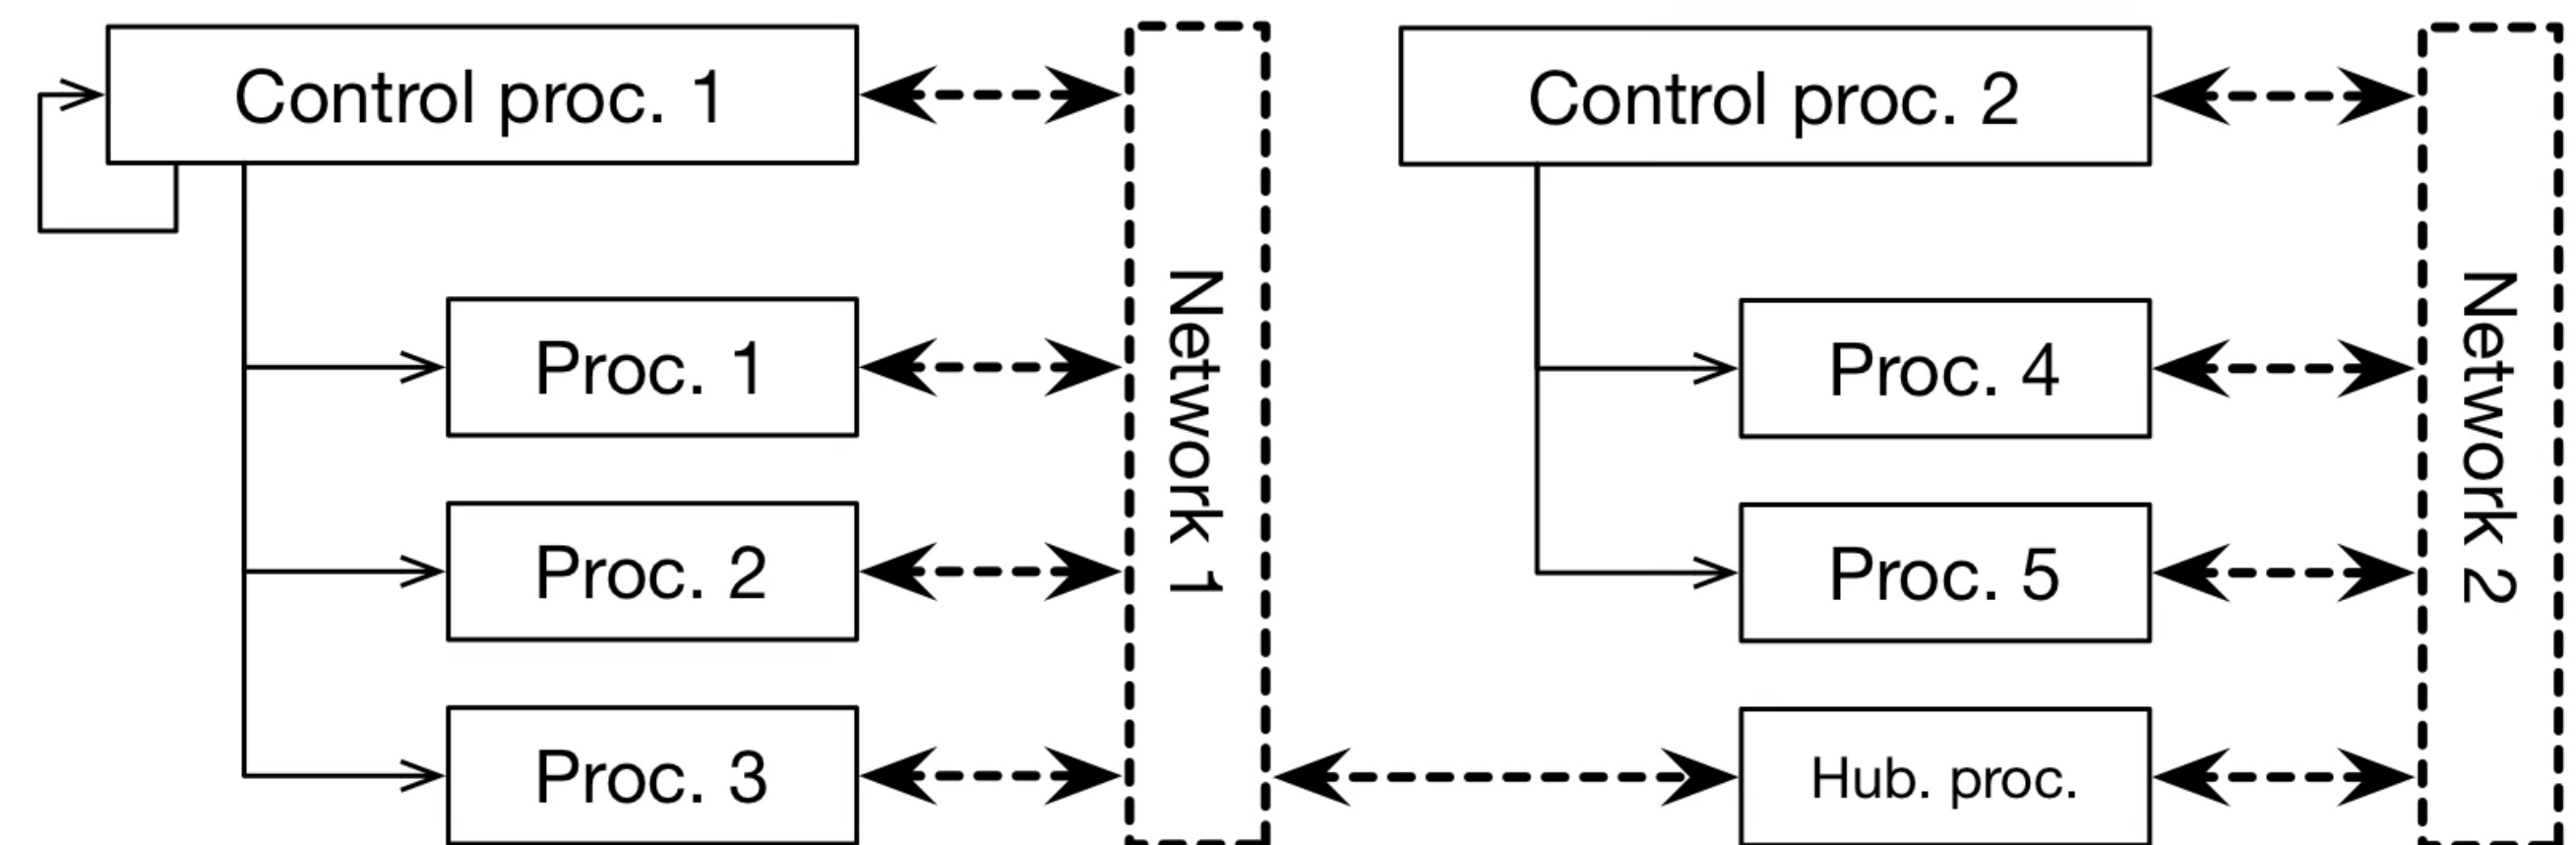 Control proc. 1
Proc. 1
Proc. 2
Proc. 3
Network 1
Control proc. 2
Proc. 4
Proc. 5
Hub. proc.
Network 2